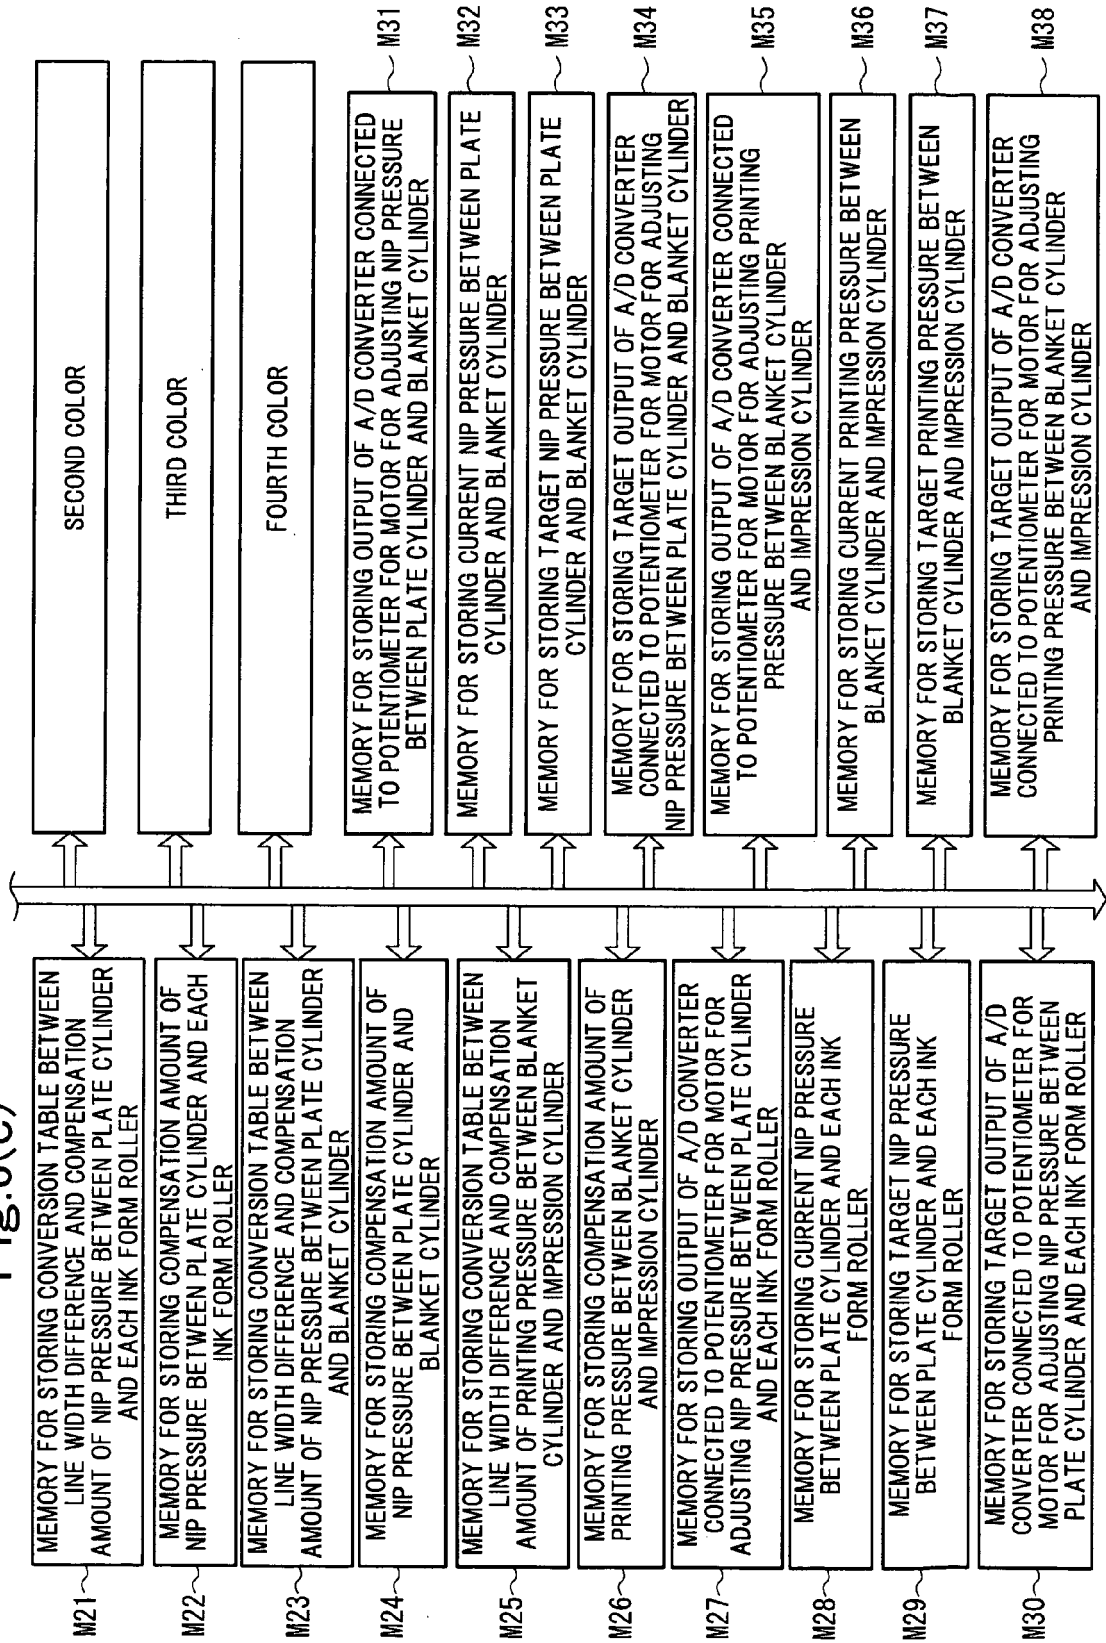 Fig.6(c)
M21
MEMORY FOR STORING CONVERSION TABLE BETWEEN
LINE WIDTH DIFFERENCE AND COMPENSATION
AMOUNT OF NIP PRESSURE BETWEEN PLATE CYLINDER
AND EACH INK FORM ROLLER
M22
MEMORY FOR STORING COMPENSATION AMOUNT OF
NIP PRESSURE BETWEEN PLATE CYLINDER AND EACH
INK FORM ROLLER
M23
MEMORY FOR STORING CONVERSION TABLE BETWEEN
LINE WIDTH DIFFERENCE AND COMPENSATION
AMOUNT OF NIP PRESSURE BETWEEN PLATE CYLINDER
AND BLANKET CYLINDER
M24
MEMORY FOR STORING COMPENSATION AMOUNT OF
NIP PRESSURE BETWEEN PLATE CYLINDER AND
BLANKET CYLINDER
M25
MEMORY FOR STORING CONVERSION TABLE BETWEEN
LINE WIDTH DIFFERENCE AND COMPENSATION
AMOUNT OF PRINTING PRESSURE BETWEEN BLANKET
CYLINDER AND IMPRESSION CYLINDER
M26
MEMORY FOR STORING COMPENSATION AMOUNT OF
PRINTING PRESSURE BETWEEN BLANKET CYLINDER
AND IMPRESSION CYLINDER
M27
MEMORY FOR STORING OUTPUT OF A/D CONVERTER
CONNECTED TO POTENTIOMETER FOR MOTOR FOR
ADJUSTING NIP PRESSURE BETWEEN PLATE CYLINDER
AND EACH INK FORM ROLLER
M28
MEMORY FOR STORING CURRENT NIP PRESSURE
BETWEEN PLATE CYLINDER AND EACH INK
FORM ROLLER
M29
MEMORY FOR STORING TARGET NIP PRESSURE
BETWEEN PLATE CYLINDER AND EACH INK
FORM ROLLER
M30
MEMORY FOR STORING TARGET OUTPUT OF A/D
CONVERTER CONNECTED TO POTENTIOMETER FOR
MOTOR FOR ADJUSTING NIP PRESSURE BETWEEN
PLATE CYLINDER AND EACH INK FORM ROLLER
SECOND COLOR
THIRD COLOR
FOURTH COLOR
MEMORY FOR STORING OUTPUT OF A/D CONVERTER CONNECTED
TO POTENTIOMETER FOR MOTOR FOR ADJUSTING NIP PRESSURE
BETWEEN PLATE CYLINDER AND BLANKET CYLINDER
M31
MEMORY FOR STORING CURRENT NIP PRESSURE BETWEEN PLATE
CYLINDER AND BLANKET CYLINDER
M32
MEMORY FOR STORING TARGET NIP PRESSURE BETWEEN PLATE
CYLINDER AND BLANKET CYLINDER
M33
MEMORY FOR STORING TARGET OUTPUT OF A/D CONVERTER
CONNECTED TO POTENTIOMETER FOR MOTOR FOR ADJUSTING
NIP PRESSURE BETWEEN PLATE CYLINDER AND BLANKET CYLINDER
M34
MEMORY FOR STORING OUTPUT OF A/D CONVERTER CONNECTED
TO POTENTIOMETER FOR MOTOR FOR ADJUSTING PRINTING
PRESSURE BETWEEN BLANKET CYLINDER
AND IMPRESSION CYLINDER
M35
MEMORY FOR STORING CURRENT PRINTING PRESSURE BETWEEN
BLANKET CYLINDER AND IMPRESSION CYLINDER
M36
MEMORY FOR STORING TARGET PRINTING PRESSURE BETWEEN
BLANKET CYLINDER AND IMPRESSION CYLINDER
M37
MEMORY FOR STORING TARGET OUTPUT OF A/D CONVERTER
CONNECTED TO POTENTIOMETER FOR MOTOR FOR ADJUSTING
PRINTING PRESSURE BETWEEN BLANKET CYLINDER
AND IMPRESSION CYLINDER
M38